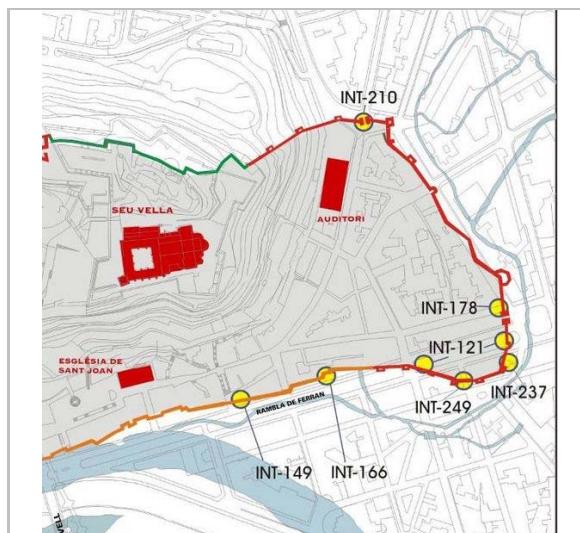 INT-210
SEU VELLA
AUDITORI
INT-178
INT-121
ESGLÉSIA DE
SANT JOAN
INT-237
INT-249
RAMBLA DE FERRAN
INT-149
INT-166
VELL